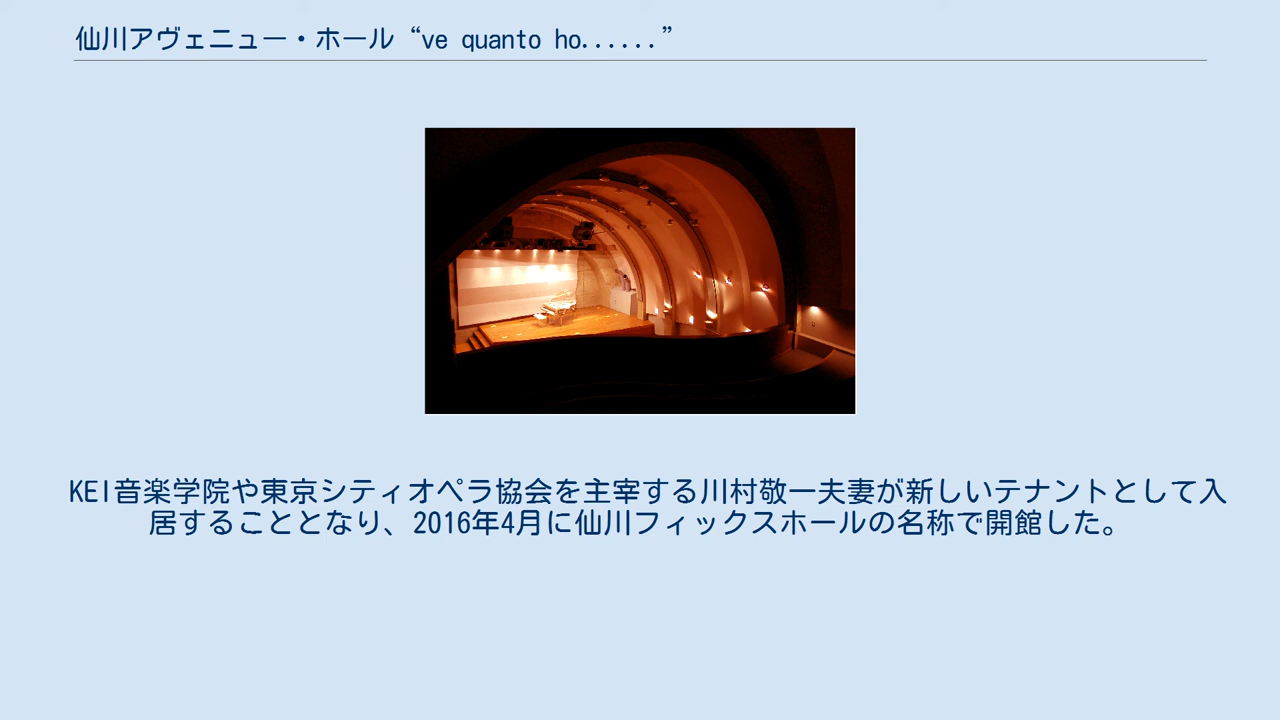 仙川アヴェニュー・ホール“ve quanto ho......”
KEI音楽学院や東京シティオペラ協会を主宰する川村敬一夫妻が新しいテナントとして入
居することとなり、2016年4月に仙川フィックスホールの名称で開館した。